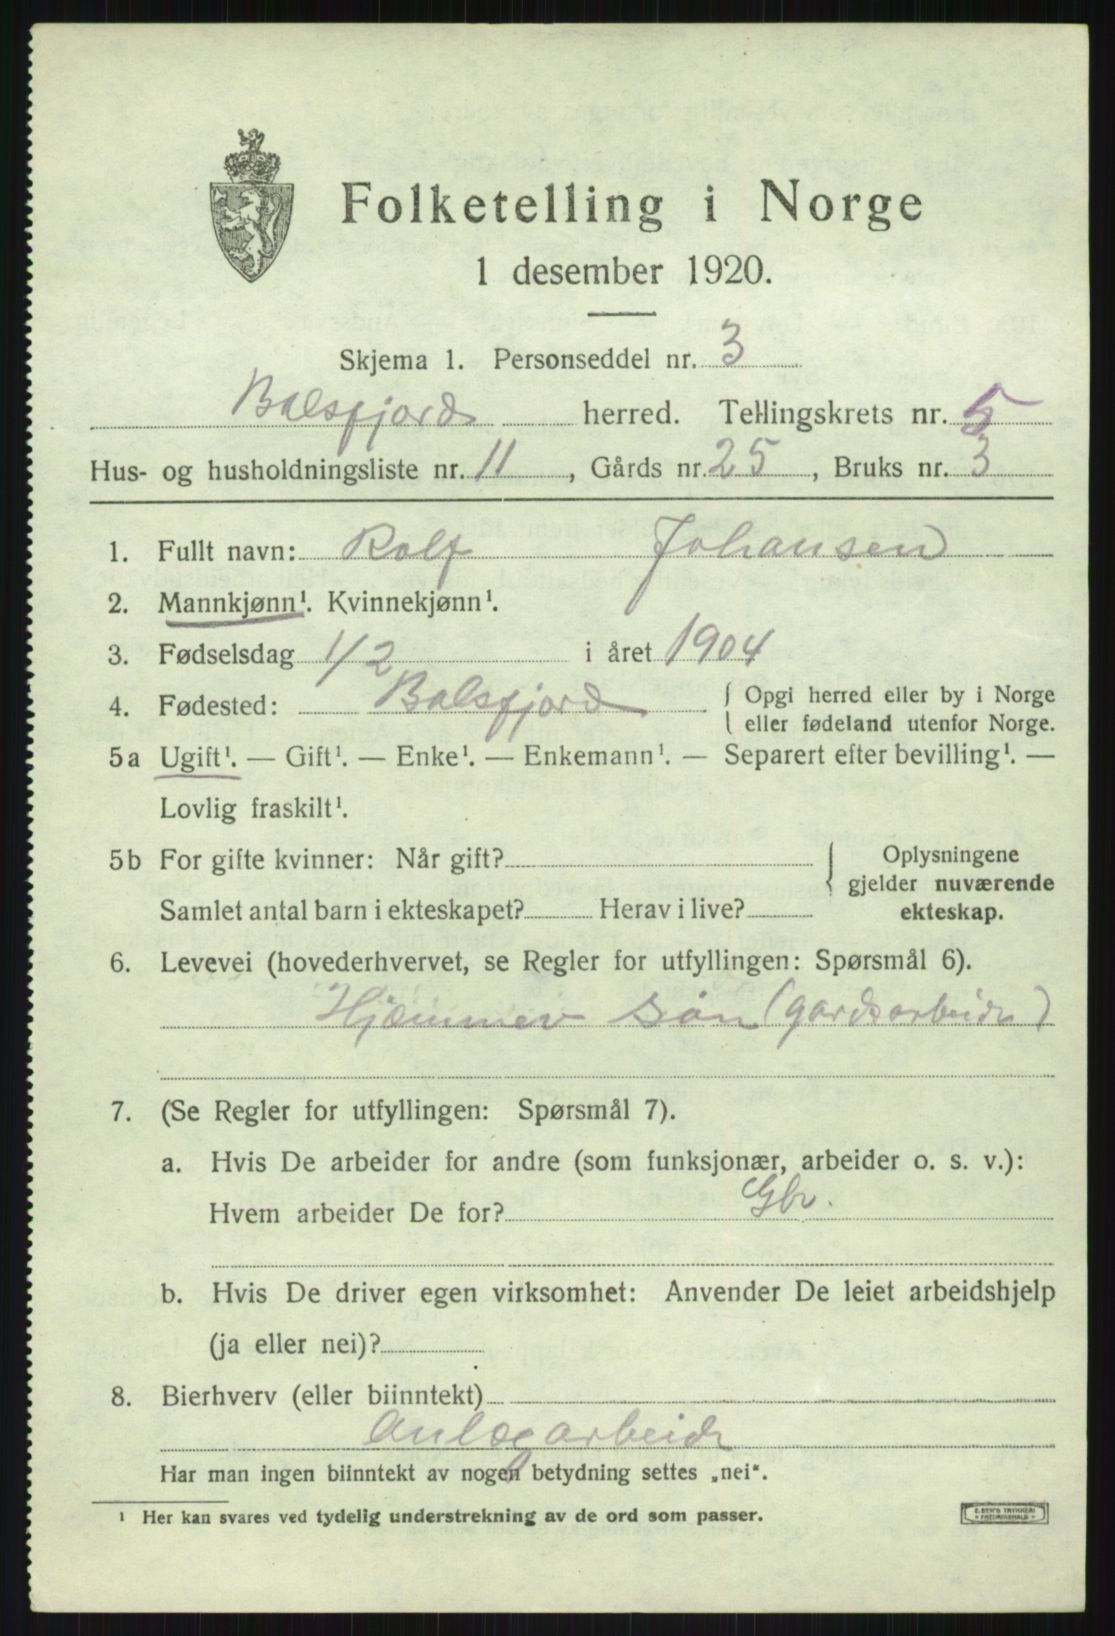 Folketelling i Norge
1 desember 1920.
Skjema 1. Personseddel nr. 3
Balsfjord herred. Tellingskrets nr. 5
Hus- og husholdningsliste nr. 11, Gårds nr. 25, Bruks nr. 3
1. Fullt navn: Rolf Johansen
2. Mannkjønn¹. Kvinnekjønn¹.
3. Fødselsdag 1/2 i året 1904
4. Fødested: Balsfjord { Opgi herred eller by i Norge
eller fødeland utenfor Norge.
5a Ugift¹. — Gift¹. — Enke¹. — Enkemann¹. — Separert efter bevilling¹. —
Lovlig fraskilt¹.
5b For gifte kvinner: Når gift? { Oplysningene
gjelder nuværende
Samlet antal barn i ekteskapet? Herav i live? ekteskap.
6. Levevei (hovederhvervet, se Regler for utfyllingen: Spørsmål 6).
Hjæmmev søn (gardsarbeider)
7. (Se Regler for utfyllingen: Spørsmål 7).
a. Hvis De arbeider for andre (som funksjonær, arbeider o. s. v.):
Hvem arbeider De for? Gbr.
b. Hvis De driver egen virksomhet: Anvender De leiet arbeidshjelp
(ja eller nei)?
8. Bierhverv (eller biinntekt)
Anlægarbeidr
Har man ingen biinntekt av nogen betydning settes „nei“.
¹ Her kan svares ved tydelig understrekning av de ord som passer.